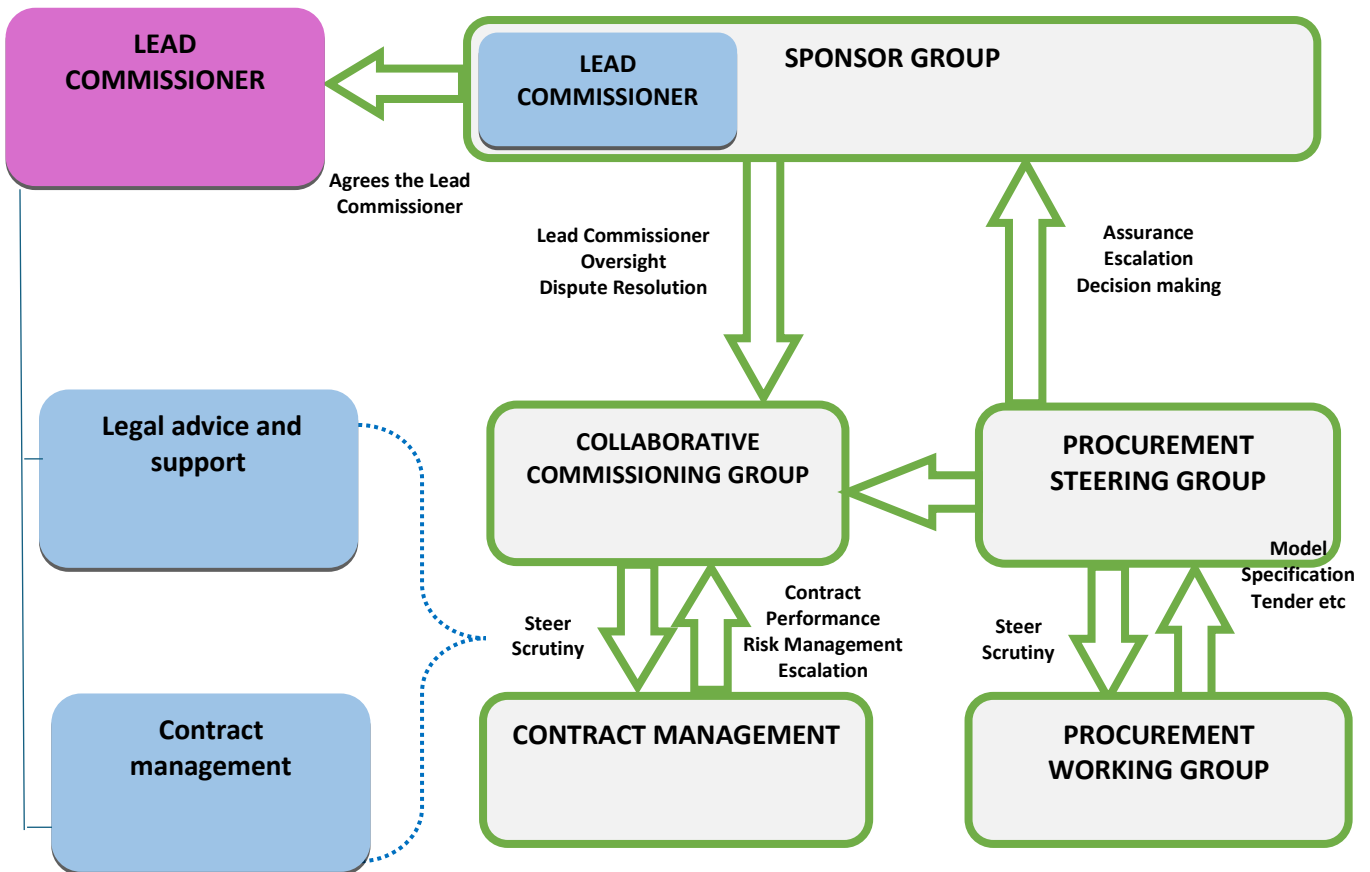 LEAD
COMMISSIONER
LEAD
COMMISSIONER
SPONSOR GROUP
Agrees the Lead
Commissioner
Lead Commissioner
Oversight
Dispute Resolution
Assurance
Escalation
Decision making
Legal advice and
support
COLLABORATIVE
COMMISSIONING GROUP
PROCUREMENT
STEERING GROUP
Steer
Scrutiny
Contract
Performance
Risk Management
Escalation
Steer
Scrutiny
Model
Specification
Tender etc
Contract
management
CONTRACT MANAGEMENT
PROCUREMENT
WORKING GROUP